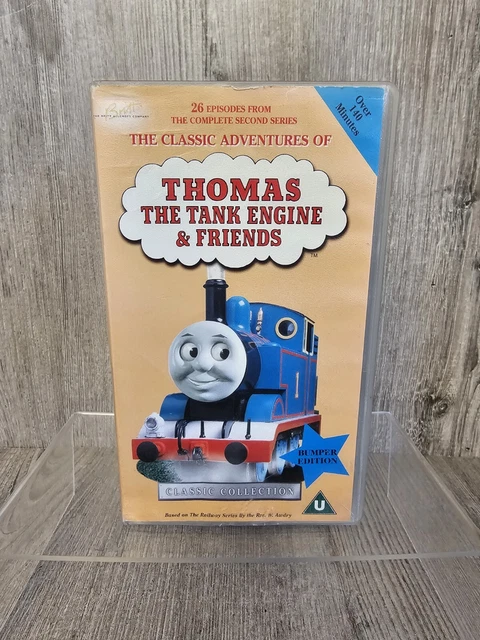 Over
140
Minutes
26 EPISODES FROM
THE COMPLETE SECOND SERIES
THE CLASSIC ADVENTURES OF
THOMAS
THE TANK ENGINE
& FRIENDS
TM
1
BUMPER
EDITION
CLASSIC COLLECTION
U
Based on The Railway Series By the Rev. W. Awdry